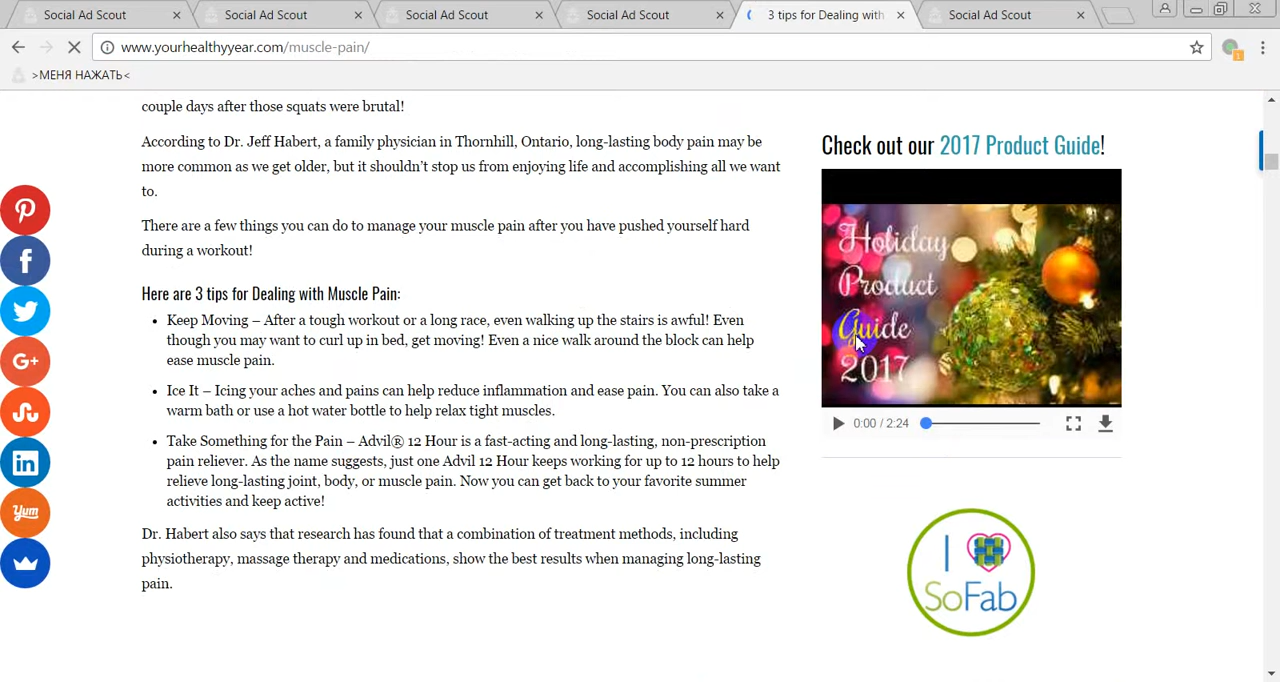 Social Ad Scout
Social Ad Scout
Social Ad Scout
Social Ad Scout
3 tips for Dealing with
Social Ad Scout
www.yourhealthyyear.com/muscle-pain/
1
>МЕНЯ НАЖАТЬ<
couple days after those squats were brutal!
According to Dr. Jeff Habert, a family physician in Thornhill, Ontario, long-lasting body pain may be
more common as we get older, but it shouldn’t stop us from enjoying life and accomplishing all we want
to.
There are a few things you can do to manage your muscle pain after you have pushed yourself hard
during a workout!
Here are 3 tips for Dealing with Muscle Pain:
• Keep Moving – After a tough workout or a long race, even walking up the stairs is awful! Even
though you may want to curl up in bed, get moving! Even a nice walk around the block can help
ease muscle pain.
• Ice It – Icing your aches and pains can help reduce inflammation and ease pain. You can also take a
warm bath or use a hot water bottle to help relax tight muscles.
• Take Something for the Pain – Advil® 12 Hour is a fast-acting and long-lasting, non-prescription
pain reliever. As the name suggests, just one Advil 12 Hour keeps working for up to 12 hours to help
relieve long-lasting joint, body, or muscle pain. Now you can get back to your favorite summer
activities and keep active!
Dr. Habert also says that research has found that a combination of treatment methods, including
physiotherapy, massage therapy and medications, show the best results when managing long-lasting
pain.
Check out our 2017 Product Guide!
Holiday
Product
Guide
2017
0:00 / 2:24
I
SoFab
G+
in
Yum